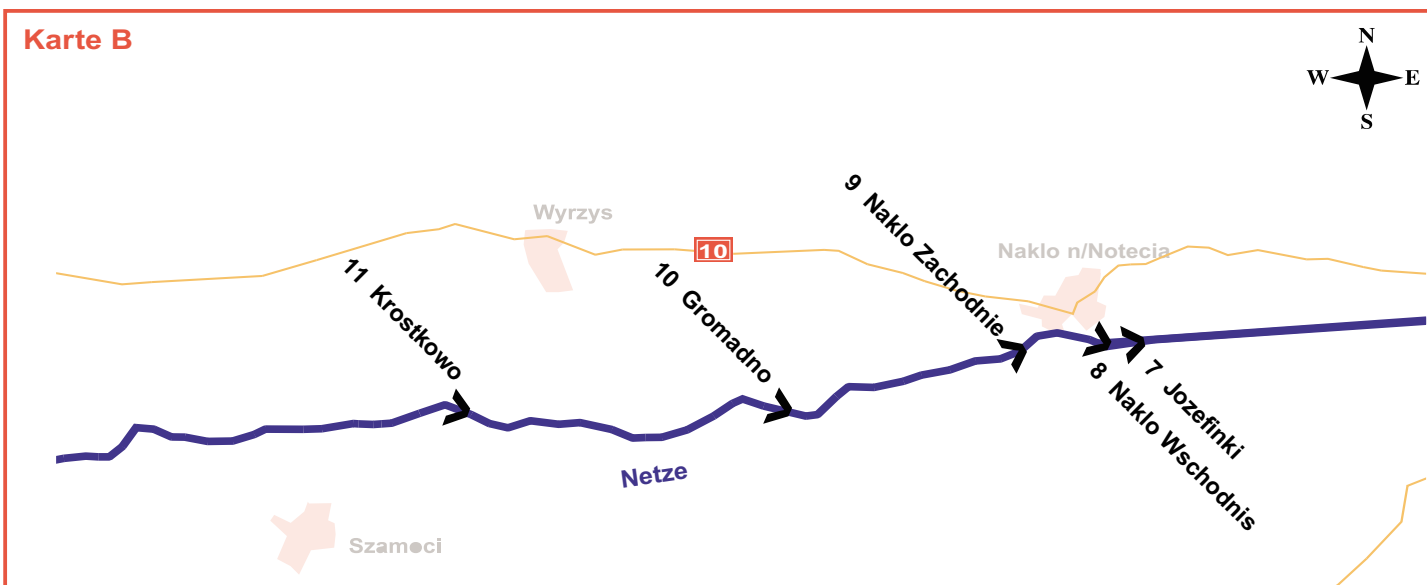 Karte B
N
W E
S
Wyrzys
10
Naklo n/Notecia
9 Naklo Zachodnie
11 Krostkowo
10 Gromadno
7 Jozefinki
8 Naklo Wschodnis
Netze
Szamoci